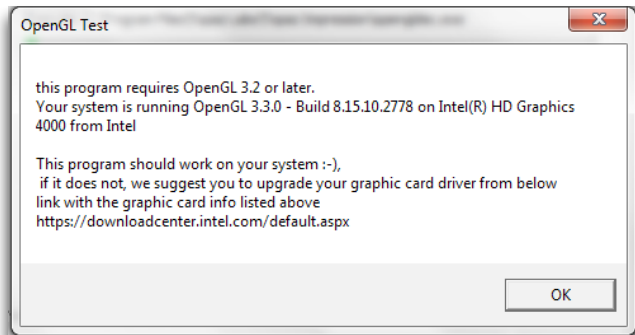 OpenGL Test
this program requires OpenGL 3.2 or later.
Your system is running OpenGL 3.3.0 - Build 8.15.10.2778 on Intel(R) HD Graphics
4000 from Intel
This program should work on your system :-),
if it does not, we suggest you to upgrade your graphic card driver from below
link with the graphic card info listed above
https://downloadcenter.intel.com/default.aspx
OK